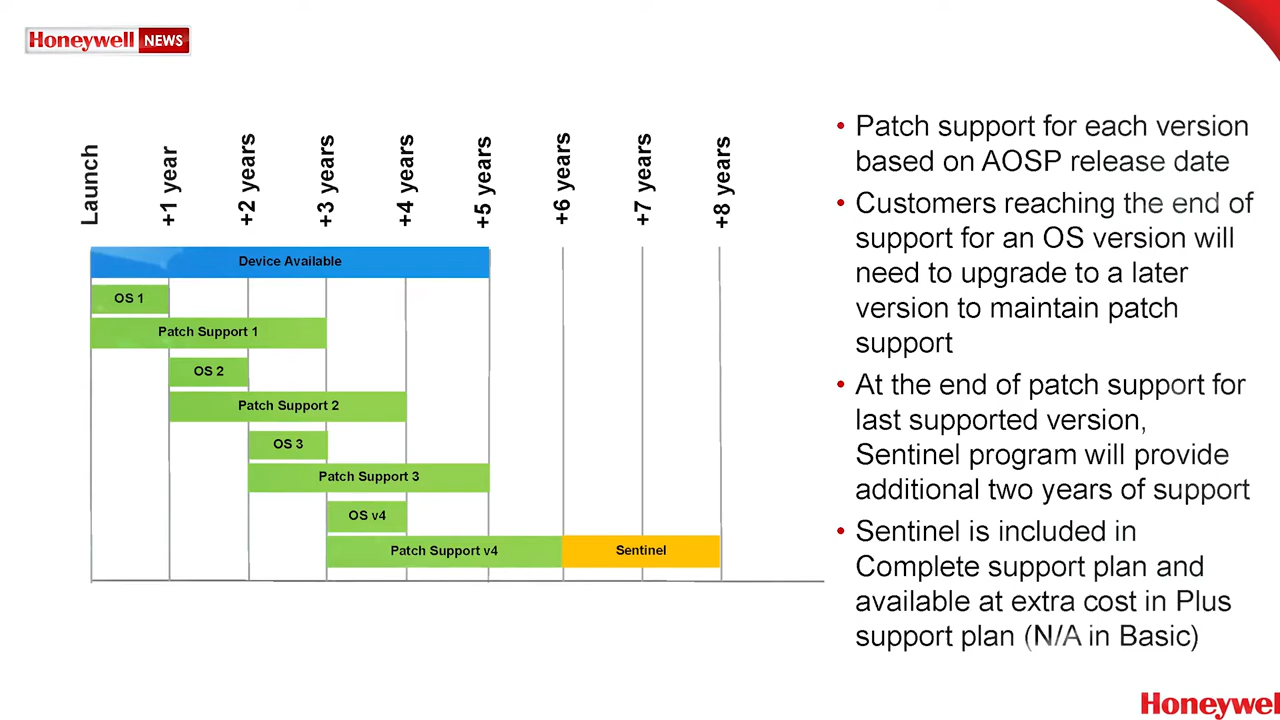 Honeywell NEWS
Launch
+1 year
+2 years
+3 years
+4 years
+5 years
+6 years
+7 years
+8 years
Device Available
OS 1
Patch Support 1
OS 2
Patch Support 2
OS 3
Patch Support 3
OS v4
Patch Support v4
Sentinel
• Patch support for each version
based on AOSP release date
• Customers reaching the end of
support for an OS version will
need to upgrade to a later
version to maintain patch
support
• At the end of patch support for
last supported version,
Sentinel program will provide
additional two years of support
• Sentinel is included in
Complete support plan and
available at extra cost in Plus
support plan (N/A in Basic)
Honeywel